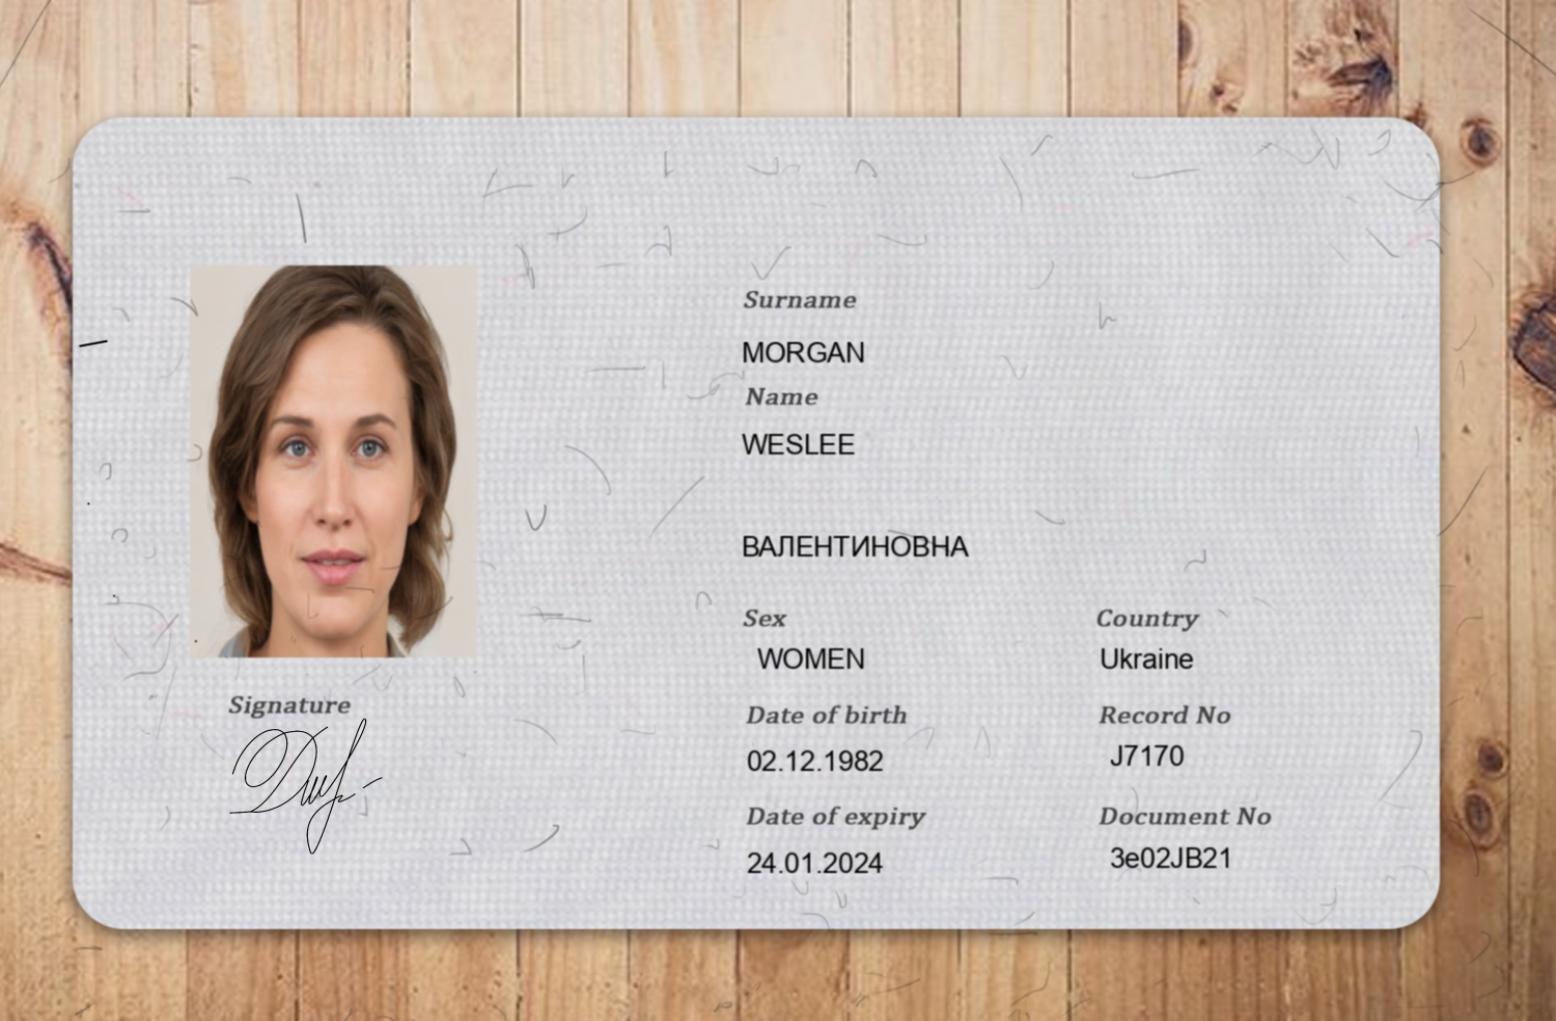 Surname
MORGAN
Name
WESLEE
ВАЛЕНТИНОВНА
Sex
WOMEN
Country
Ukraine
Date of birth
02.12.1982
Record No
J7170
Date of expiry
24.01.2024
Document No
3e02JB21
Signature